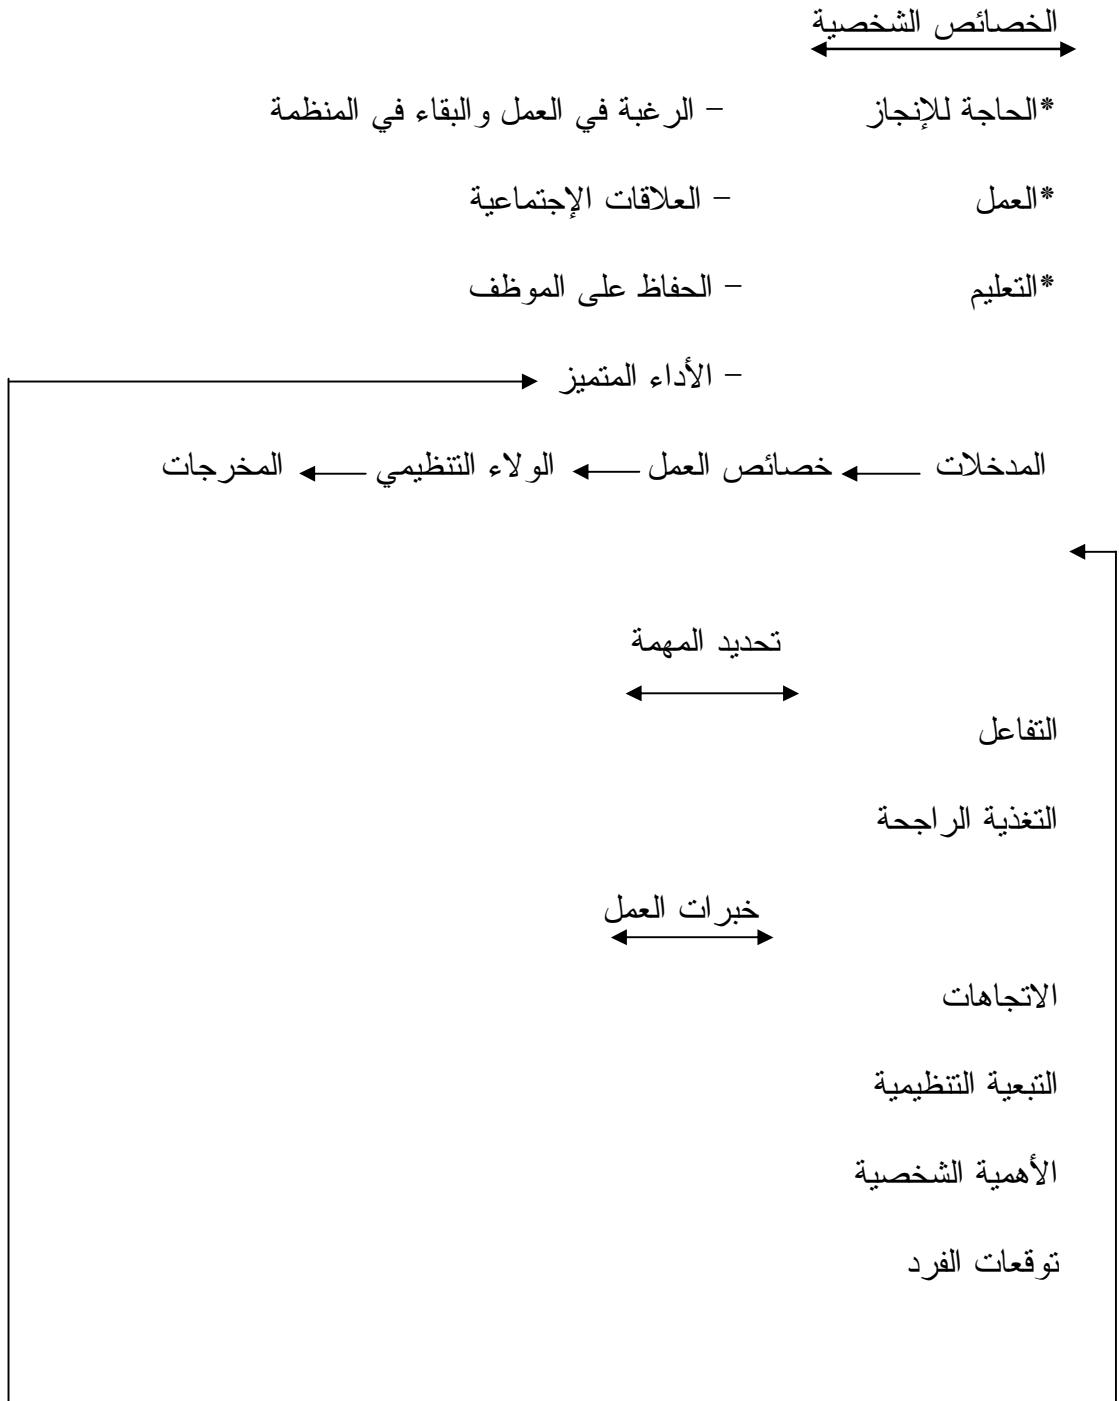 الخصائص الشخصية
*الحاجة للإنجاز – الرغبة في العمل والبقاء في المنظمة
*العمل – العلاقات الإجتماعية
*التعليم – الحفاظ على الموظف
– الأداء المتميز
المدخلات خصائص العمل الولاء التنظيمي المخرجات
تحديد المهمة
التفاعل
التغذية الراجحة
خبرات العمل
الاتجاهات
التبعية التنظيمية
الأهمية الشخصية
توقعات الفرد